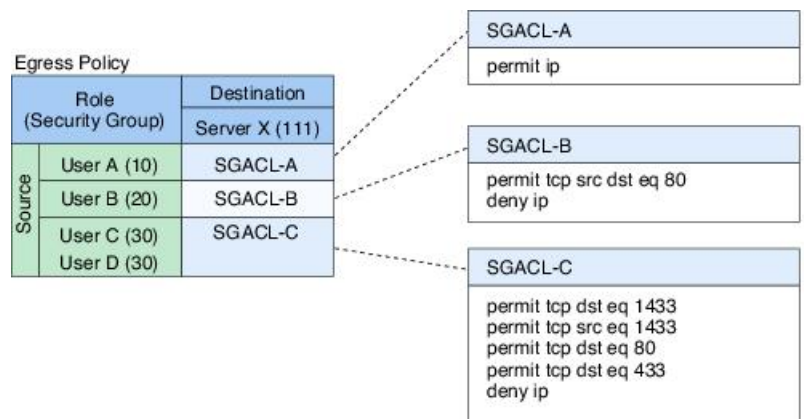 Egress Policy
Role
(Security Group)
Destination
Server X (111)
Source
User A (10)
SGACL-A
User B (20)
SGACL-B
User C (30)
SGACL-C
User D (30)
SGACL-A
permit ip
SGACL-B
permit tcp src dst eq 80
deny ip
SGACL-C
permit tcp dst eq 1433
permit tcp src eq 1433
permit tcp dst eq 80
permit tcp dst eq 433
deny ip